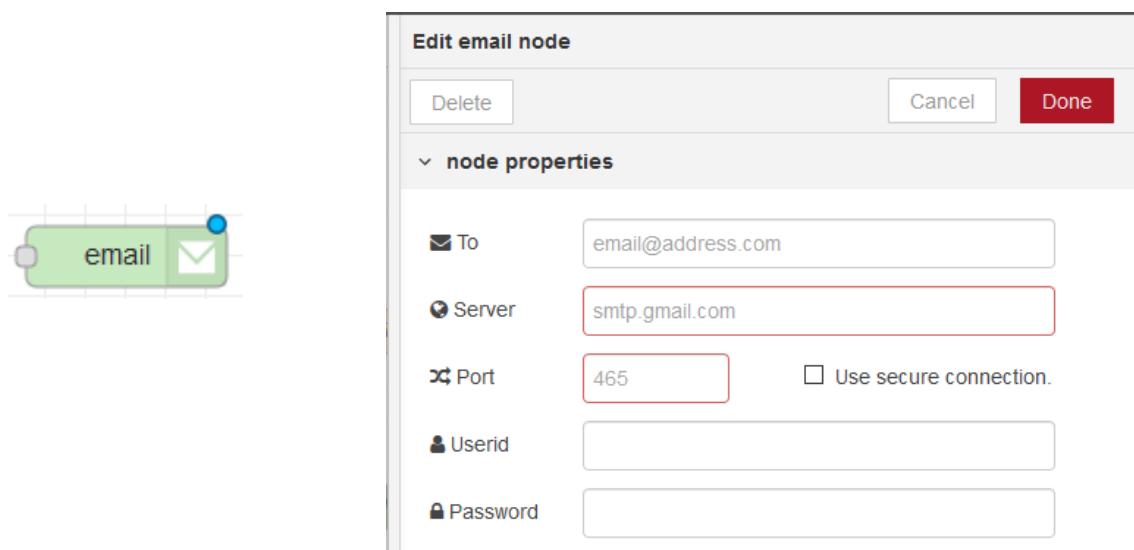 email
Edit email node
Delete Cancel Done
node properties
To email@address.com
Server smtp.gmail.com
Port 465 Use secure connection.
Userid
Password